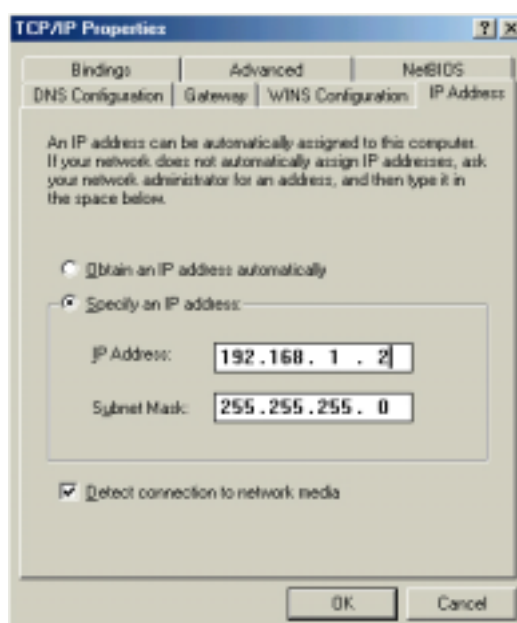 TCP/IP Properties
? X
Bindings Advanced NetBIOS
DNS Configuration Gateway WINS Configuration IP Address
An IP address can be automatically assigned to this computer.
If your network does not automatically assign IP addresses, ask
your network administrator for an address, and then type it in
the space below.
Obtain an IP address automatically
Specify an IP address:
IP Address: 192.168. 1 . 2
Subnet Mask: 255.255.255. 0
Detect connection to network media
OK Cancel